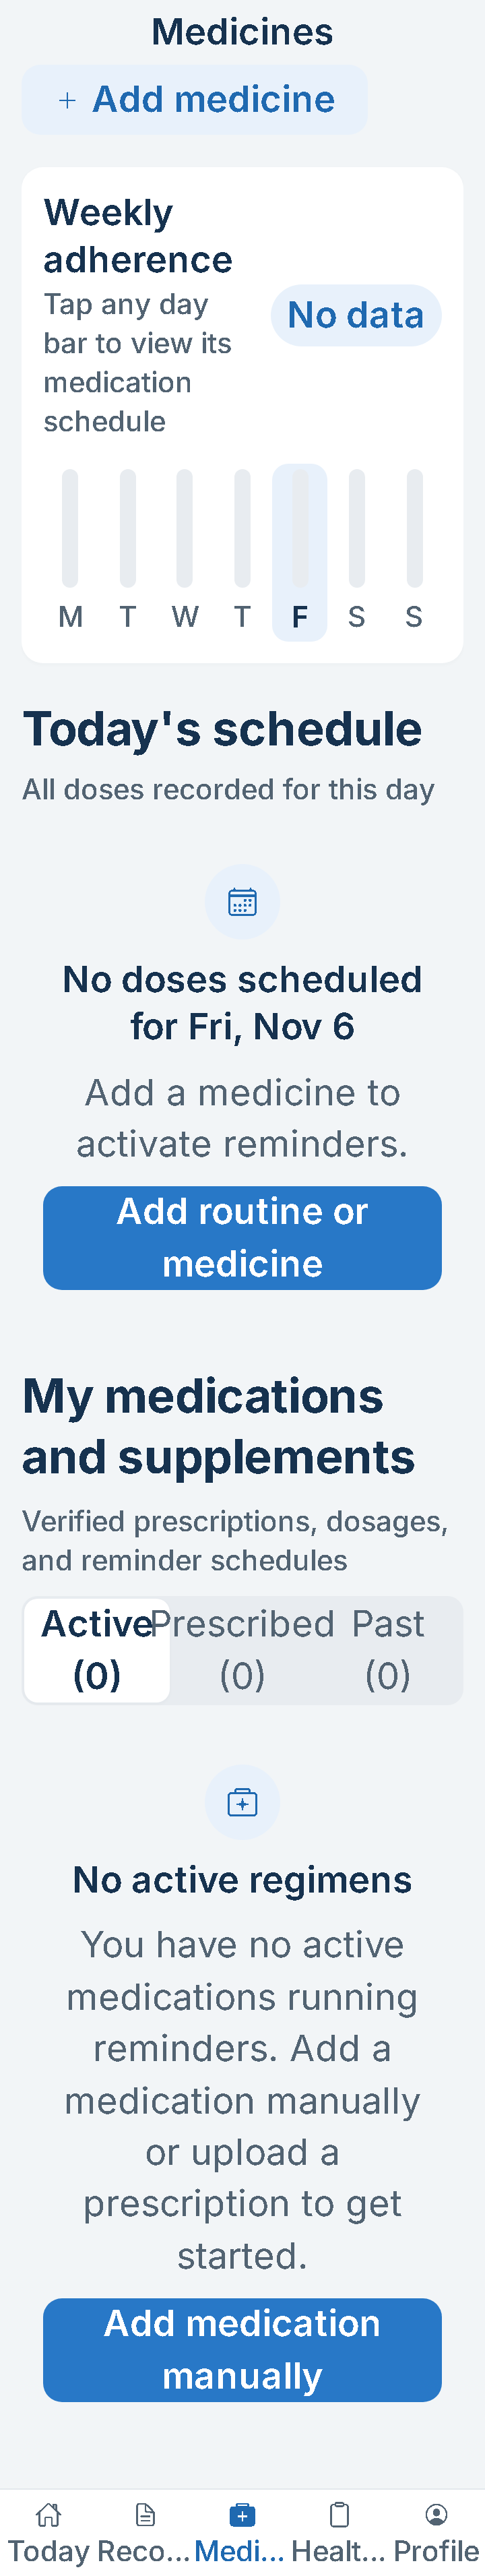 Medicines
+ Add medicine
Weekly
adherence
Tap any day
bar to view its
medication
schedule
No data
M T W T F S S
Today's schedule
All doses recorded for this day
No doses scheduled
for Fri, Nov 6
Add a medicine to
activate reminders.
Add routine or
medicine
My medications
and supplements
Verified prescriptions, dosages,
and reminder schedules
Active Prescribed Past
(0) (0) (0)
No active regimens
You have no active
medications running
reminders. Add a
medication manually
or upload a
prescription to get
started.
Add medication
manually
Today Reco... Medi... Healt... Profile